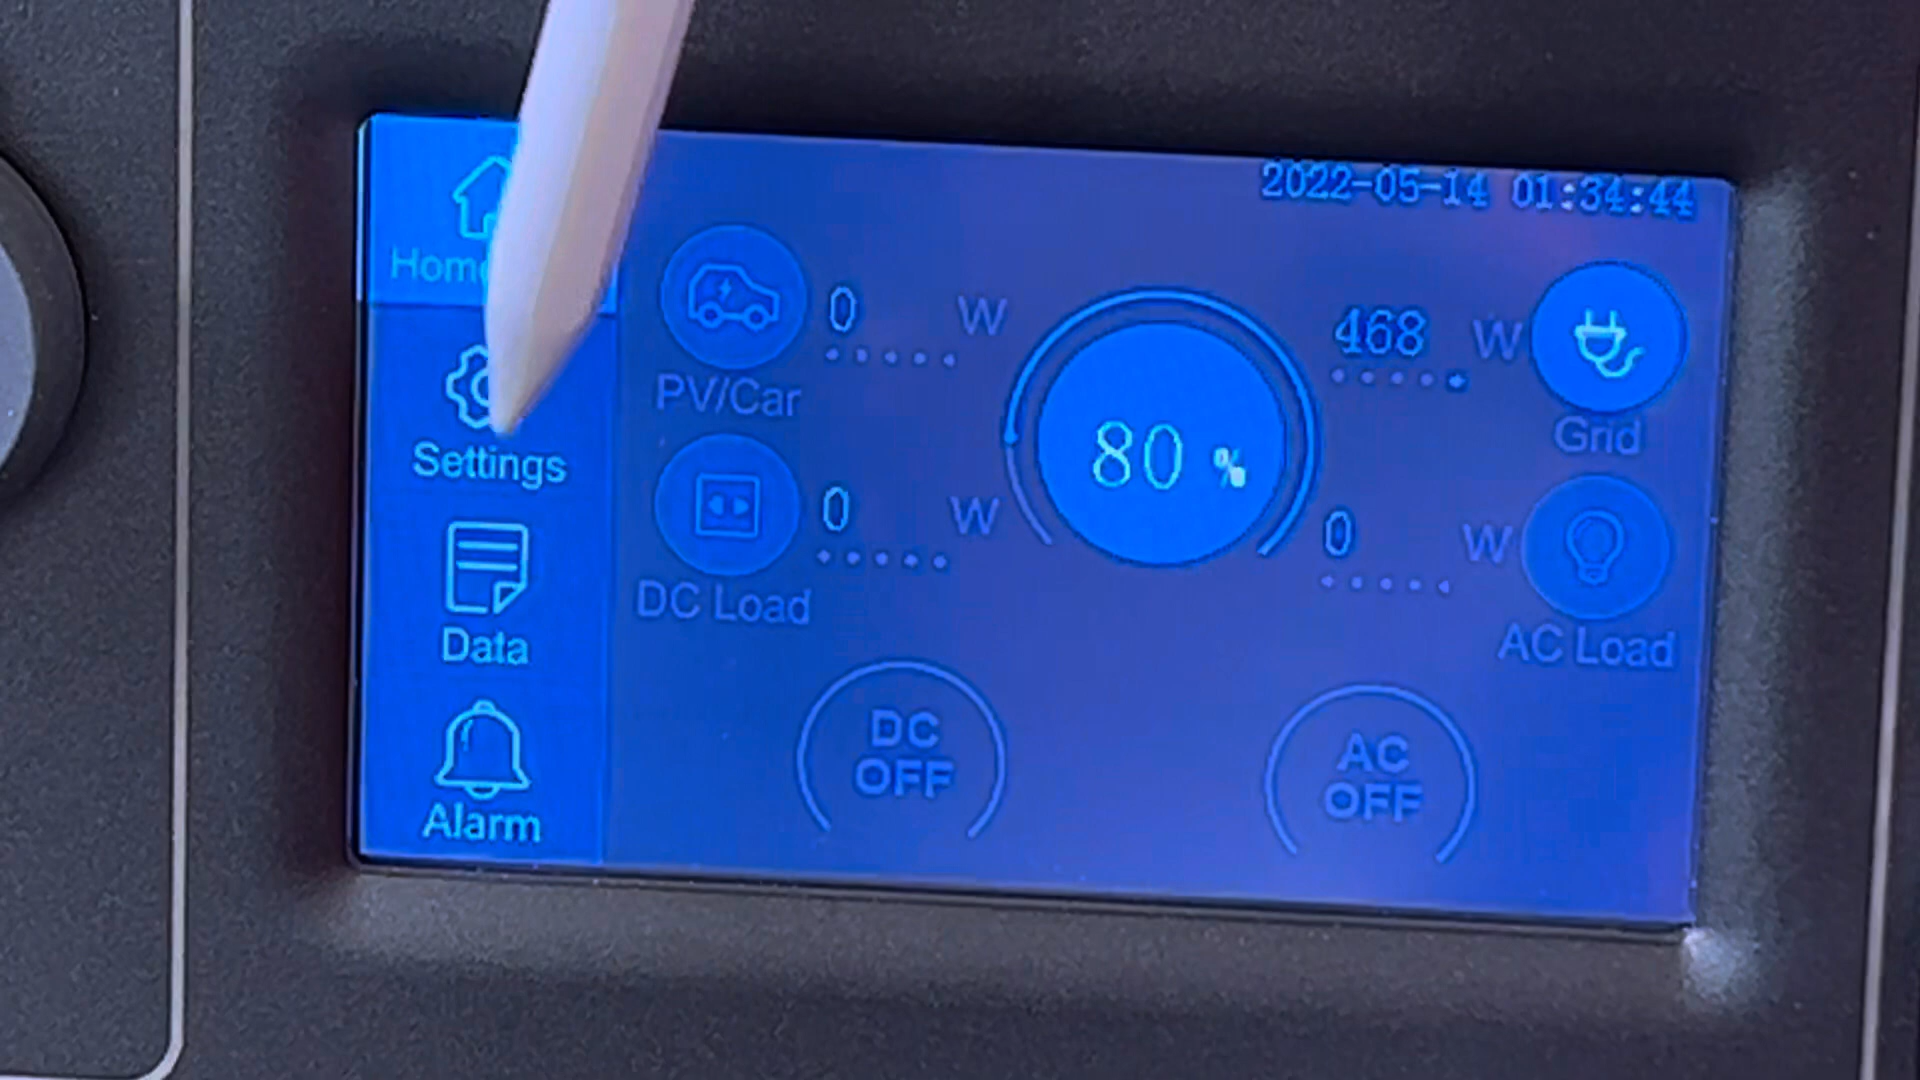 2022-05-14 01:34:44
Home
Settings
Data
Alarm
0 W
PV/Car
0 W
DC Load
80 %
468 W
Grid
0 W
AC Load
DC
OFF
AC
OFF